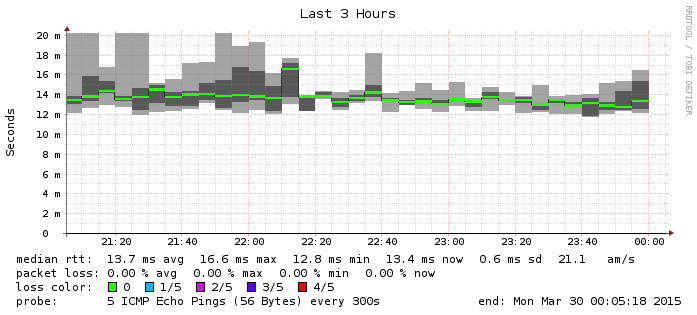 Last 3 Hours
RRDTOOL / TOBI OETIKER
Seconds
20 m
18 m
16 m
14 m
12 m
10 m
8 m
6 m
4 m
2 m
0
21:20 21:40 22:00 22:20 22:40 23:00 23:20 23:40 00:00
median rtt: 13.7 ms avg 16.6 ms max 12.8 ms min 13.4 ms now 0.6 ms sd 21.1 am/s
packet loss: 0.00 % avg 0.00 % max 0.00 % min 0.00 % now
loss color: 0 1/5 2/5 3/5 4/5
probe: 5 ICMP Echo Pings (56 Bytes) every 300s end: Mon Mar 30 00:05:18 2015